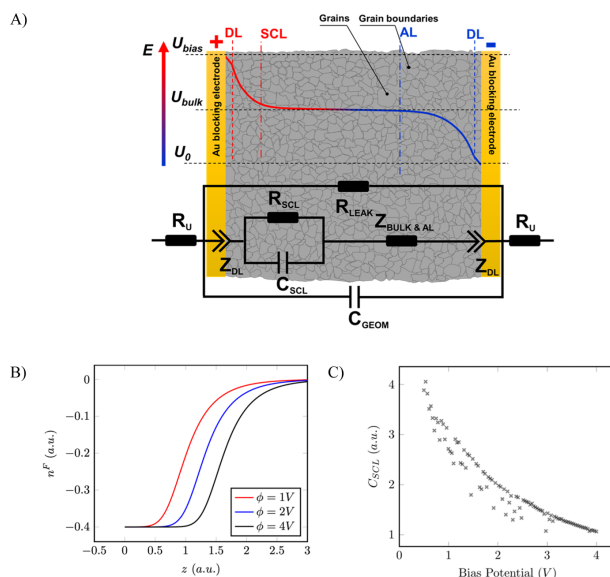 A)
+ DL SCL AL DL -
Grains
Grain boundaries
E
U_bias
U_bulk
U_0
Au blocking electrode
Au blocking electrode
R_SCL
R_LEAK
Z_BULK & AL
R_U
R_U
Z_DL
Z_DL
C_SCL
C_GEOM
B)
0
−0.1
−0.2
−0.3
−0.4
−0.5
n^F (a.u.)
−0.5 0 0.5 1 1.5 2 2.5 3
z (a.u.)
ϕ = 1V
ϕ = 2V
ϕ = 4V
C)
4
3
2
1
C_SCL (a.u.)
0 1 2 3 4
Bias Potential (V)